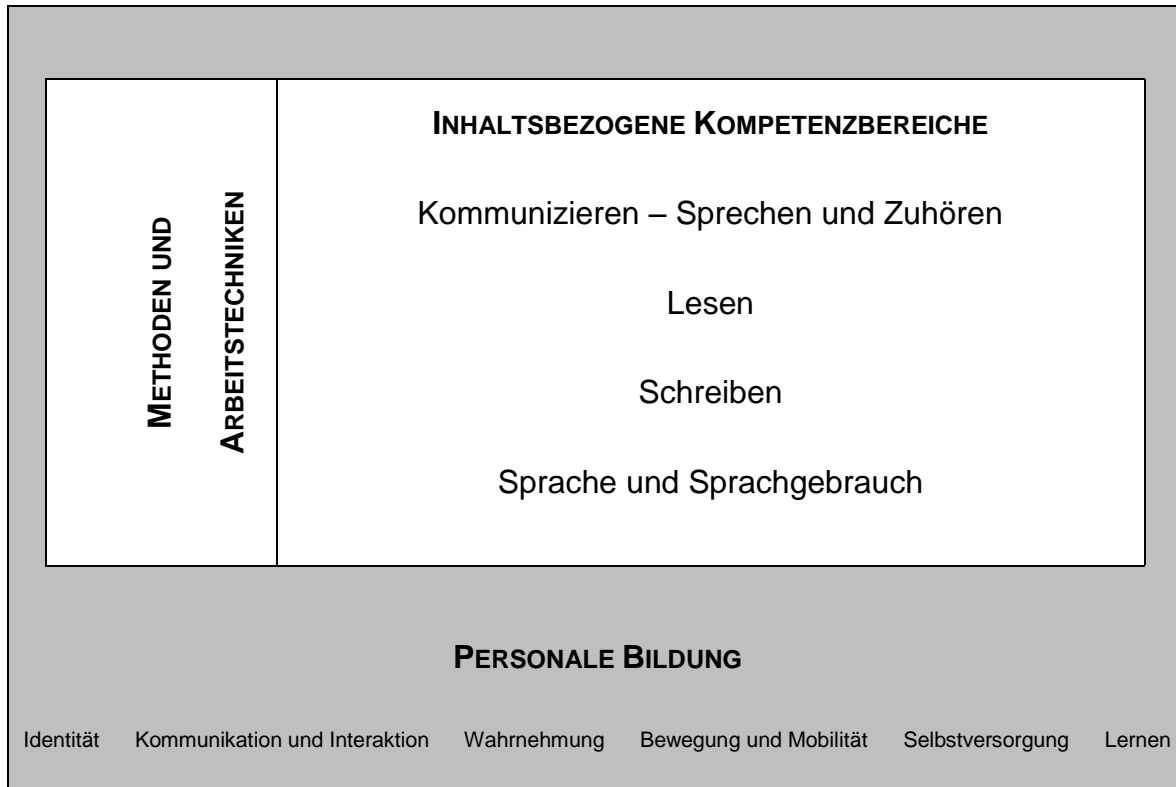 METHODEN UND
ARBEITSTECHNIKEN
INHALTSBEZOGENE KOMPETENZBEREICHE
Kommunizieren – Sprechen und Zuhören
Lesen
Schreiben
Sprache und Sprachgebrauch
PERSONALE BILDUNG
Identität Kommunikation und Interaktion Wahrnehmung Bewegung und Mobilität Selbstversorgung Lernen